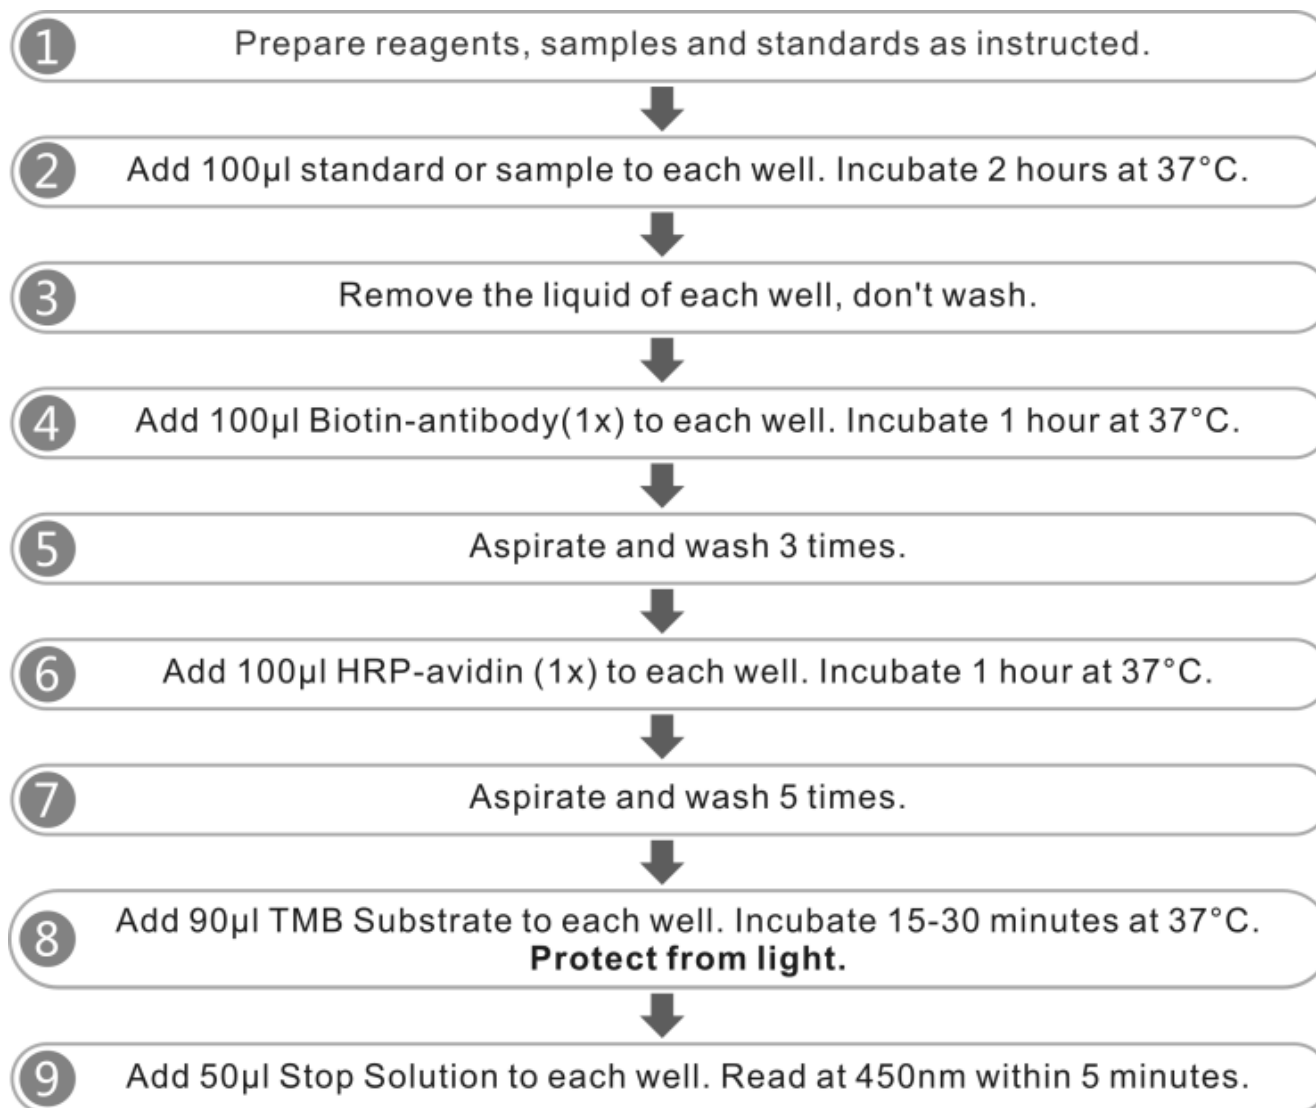 1 Prepare reagents, samples and standards as instructed.
2 Add 100µl standard or sample to each well. Incubate 2 hours at 37°C.
3 Remove the liquid of each well, don't wash.
4 Add 100µl Biotin-antibody(1x) to each well. Incubate 1 hour at 37°C.
5 Aspirate and wash 3 times.
6 Add 100µl HRP-avidin (1x) to each well. Incubate 1 hour at 37°C.
7 Aspirate and wash 5 times.
8 Add 90µl TMB Substrate to each well. Incubate 15-30 minutes at 37°C.
Protect from light.
9 Add 50µl Stop Solution to each well. Read at 450nm within 5 minutes.